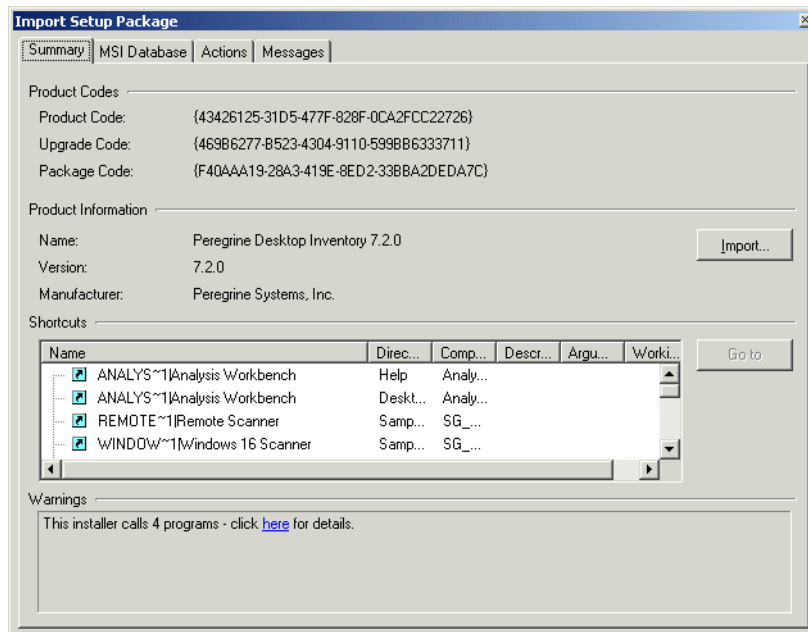 Import Setup Package
Summary MSI Database Actions Messages
Product Codes
Product Code: {43426125-31D5-477F-828F-0CA2FCC22726}
Upgrade Code: {469B6277-B523-4304-9110-599BB6333711}
Package Code: {F40AAA19-28A3-419E-8ED2-33BBA2DEDA7C}
Product Information
Name: Peregrine Desktop Inventory 7.2.0
Import...
Version: 7.2.0
Manufacturer: Peregrine Systems, Inc.
Shortcuts
Name Direc... Comp... Descr... Argu... Worki...
Go to
ANALYS~1|Analysis Workbench Help Analy...
ANALYS~1|Analysis Workbench Deskt... Analy...
REMOTE~1|Remote Scanner Samp... SG_...
WINDOW~1|Windows 16 Scanner Samp... SG_...
Warnings
This installer calls 4 programs - click here for details.